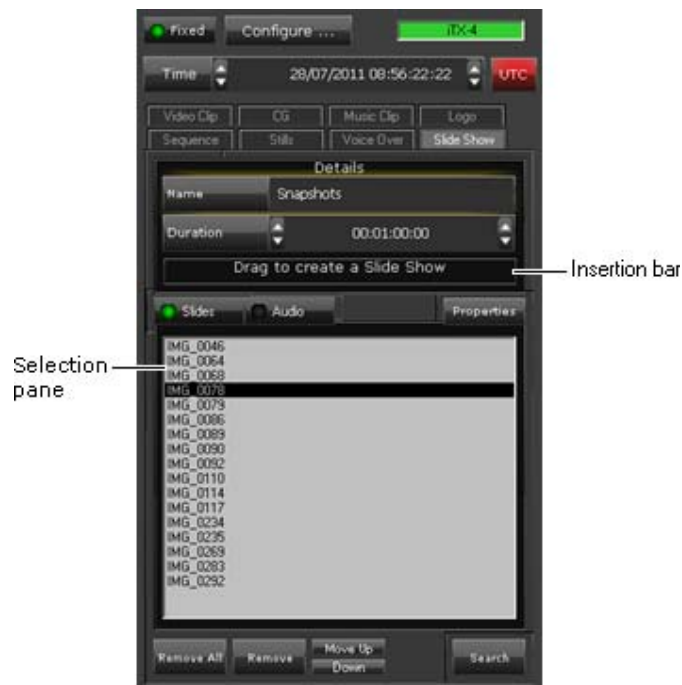 Fixed Configure ... iTX-4
Time 28/07/2011 08:56:22:22 UTC
Video Clip CG Music Clip Logo
Sequence Stills Voice Over Slide Show
Details
Name Snapshots
Duration 00:01:00:00
Drag to create a Slide Show
Insertion bar
Slides Audio Properties
Selection
pane
IMG_0046
IMG_0064
IMG_0068
IMG_0078
IMG_0079
IMG_0086
IMG_0089
IMG_0090
IMG_0092
IMG_0110
IMG_0114
IMG_0117
IMG_0234
IMG_0235
IMG_0269
IMG_0283
IMG_0292
Remove All Remove Move Up Search
Down